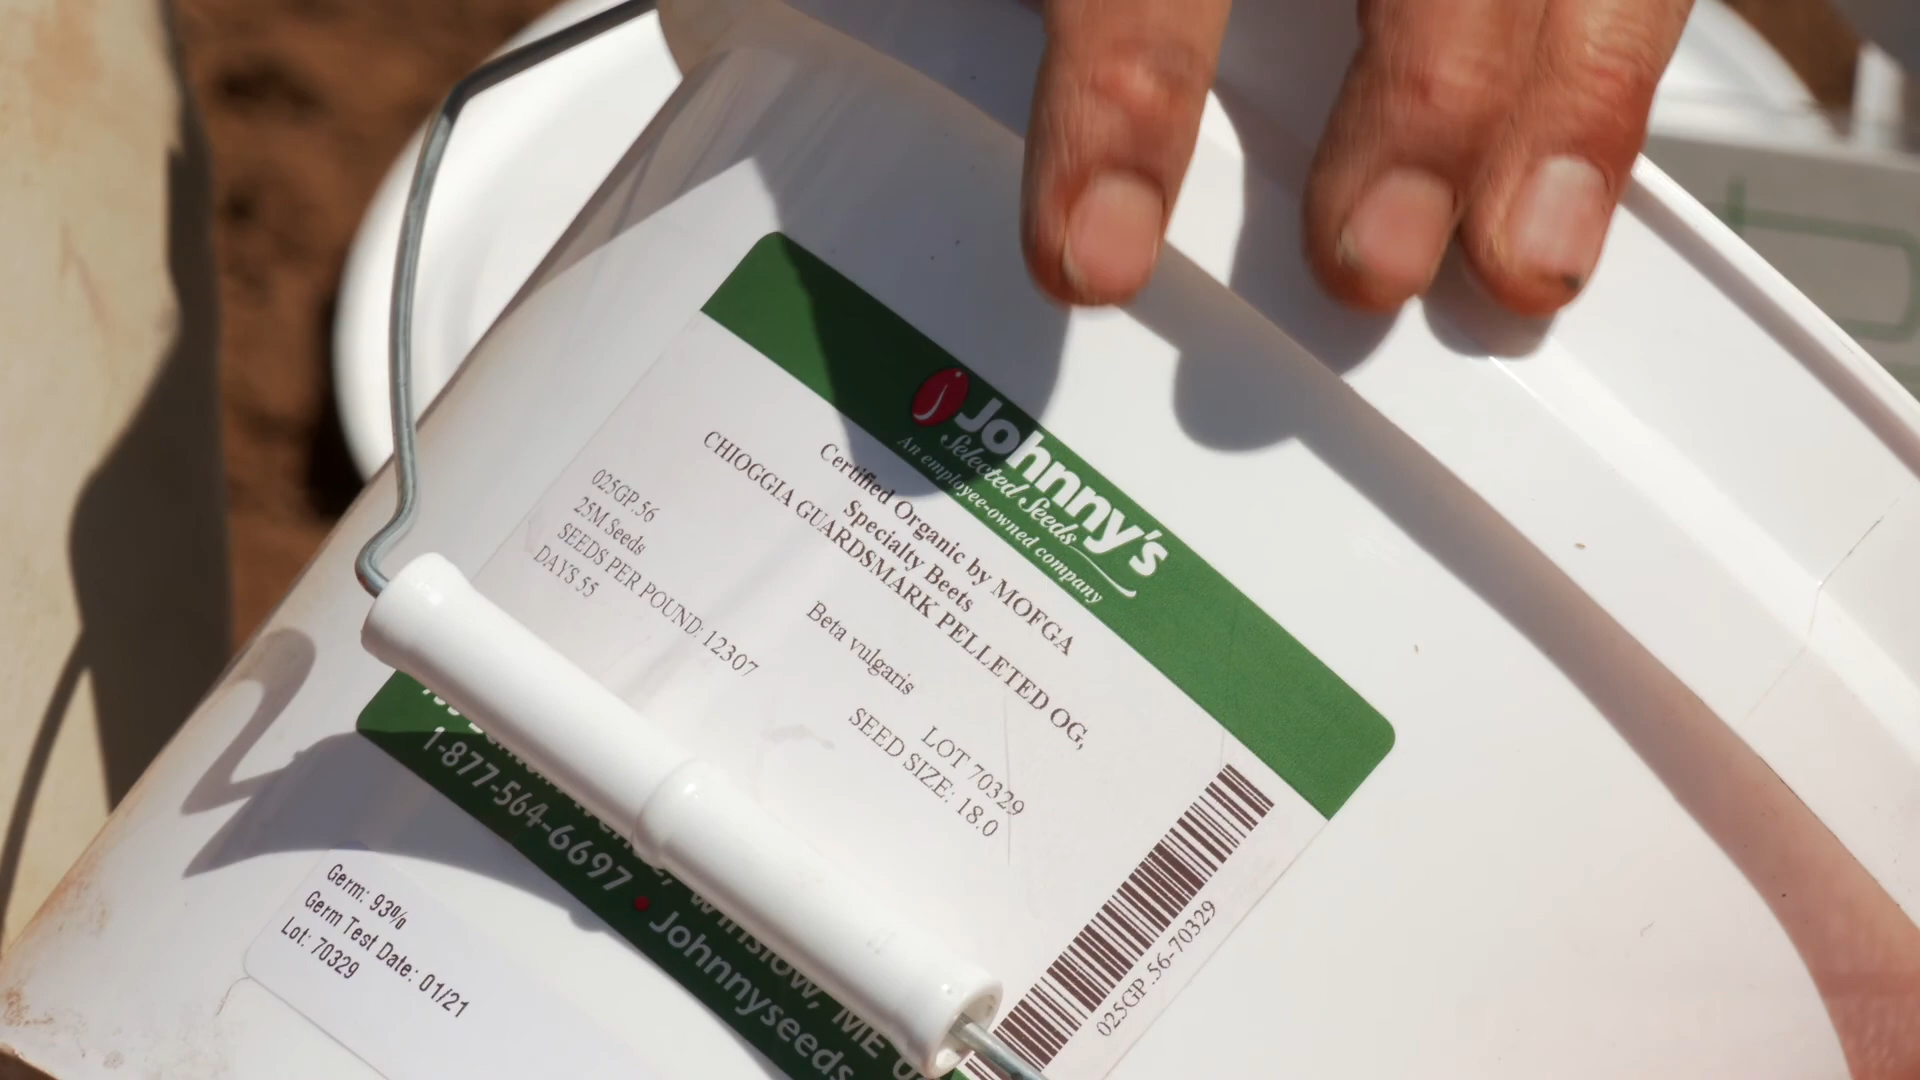 Johnny's
Selected Seeds
An employee-owned company
Certified Organic by MOFGA
Specialty Beets
CHIOGGIA GUARDSMARK PELLETED OG,
Beta vulgaris
025GP.56
25M Seeds
SEEDS PER POUND: 12307
DAYS 55
LOT 70329
SEED SIZE: 18.0
025GP.56-70329
Winslow, ME
1-877-564-6697 • Johnnyseeds
Germ: 93%
Germ Test Date: 01/21
Lot: 70329